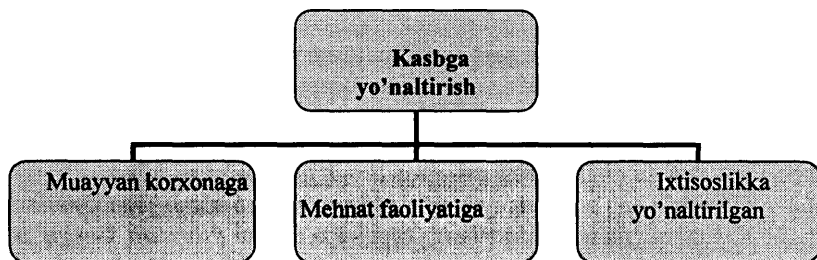 Kasbga
yo'naltirish
Muayyan korxonaga
Mehnat faoliyatiga
Ixtisoslikka
yo'naltirilgan